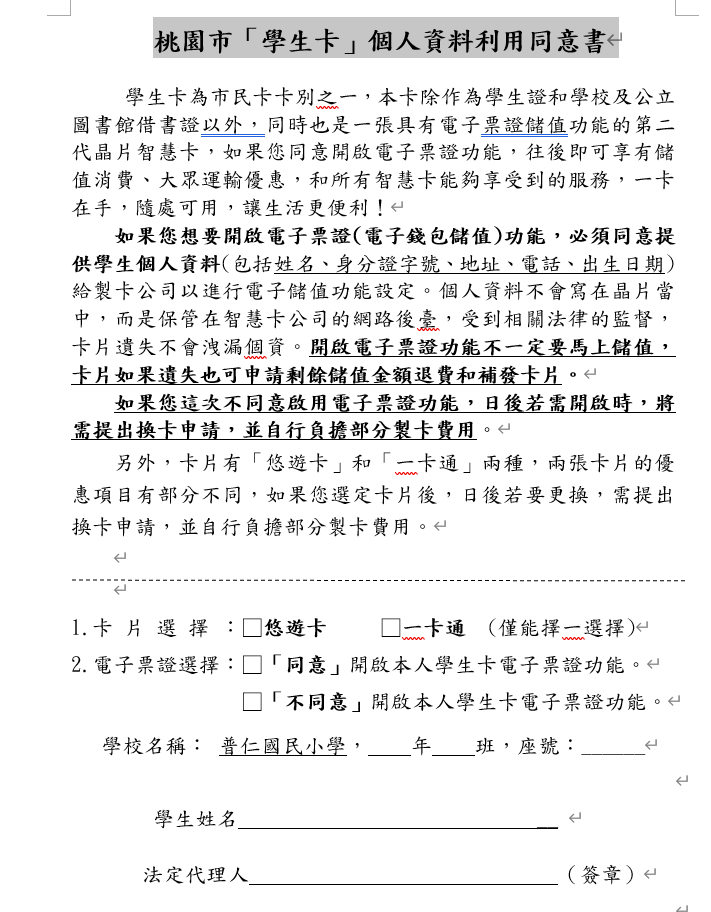 桃園市「學生卡」個人資料利用同意書
學生卡為市民卡卡別之一，本卡除作為學生證和學校及公立
圖書館借書證以外，同時也是一張具有電子票證儲值功能的第二
代晶片智慧卡，如果您同意開啟電子票證功能，往後即可享有儲
值消費、大眾運輸優惠，和所有智慧卡能夠享受到的服務，一卡
在手，隨處可用，讓生活更便利！
如果您想要開啟電子票證(電子錢包儲值)功能，必須同意提
供學生個人資料(包括姓名、身分證字號、地址、電話、出生日期)
給製卡公司以進行電子儲值功能設定。個人資料不會寫在晶片當
中，而是保管在智慧卡公司的網路後臺，受到相關法律的監督，
卡片遺失不會洩漏個資。開啟電子票證功能不一定要馬上儲值，
卡片如果遺失也可申請剩餘儲值金額退費和補發卡片。
如果您這次不同意啟用電子票證功能，日後若需開啟時，將
需提出換卡申請，並自行負擔部分製卡費用。
另外，卡片有「悠遊卡」和「一卡通」兩種，兩張卡片的優
惠項目有部分不同，如果您選定卡片後，日後若要更換，需提出
換卡申請，並自行負擔部分製卡費用。
1.卡片選擇：□悠遊卡 □一卡通 (僅能擇一選擇)
2.電子票證選擇：□「同意」開啟本人學生卡電子票證功能。
□「不同意」開啟本人學生卡電子票證功能。
學校名稱： 普仁國民小學，____年____班，座號：______
學生姓名______________________________
法定代理人______________________________（簽章）